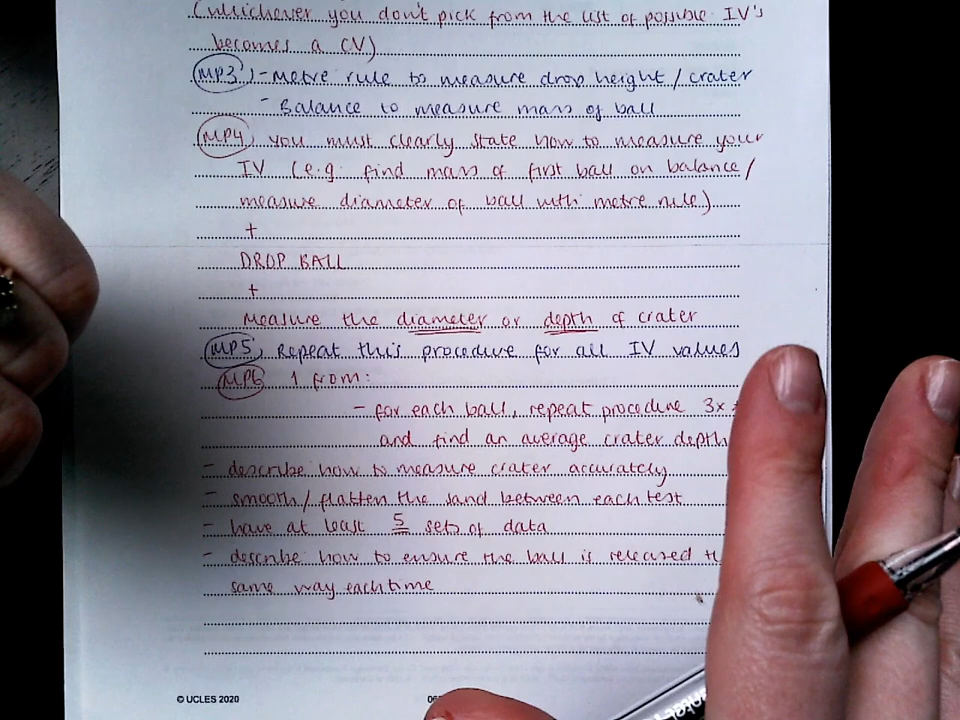 (whichever you don't pick from the list of possible IV's
becomes a CV)
MP3 - Metre rule to measure drop height / crater
- Balance to measure mass of ball
MP4 you must clearly state how to measure your
IV (e.g. find mass of first ball on balance /
measure diameter of ball with metre rule)
+
DROP BALL
+
Measure the diameter or depth of crater
MP5 Repeat this procedure for all IV values
MP6 1 from:
- for each ball, repeat procedure 3x
and find an average crater depth
- describe how to measure crater accurately
- smooth / flatten the sand between each test
- have at least 5 sets of data
- describe how to ensure the ball is released
same way each time
© UCLES 2020